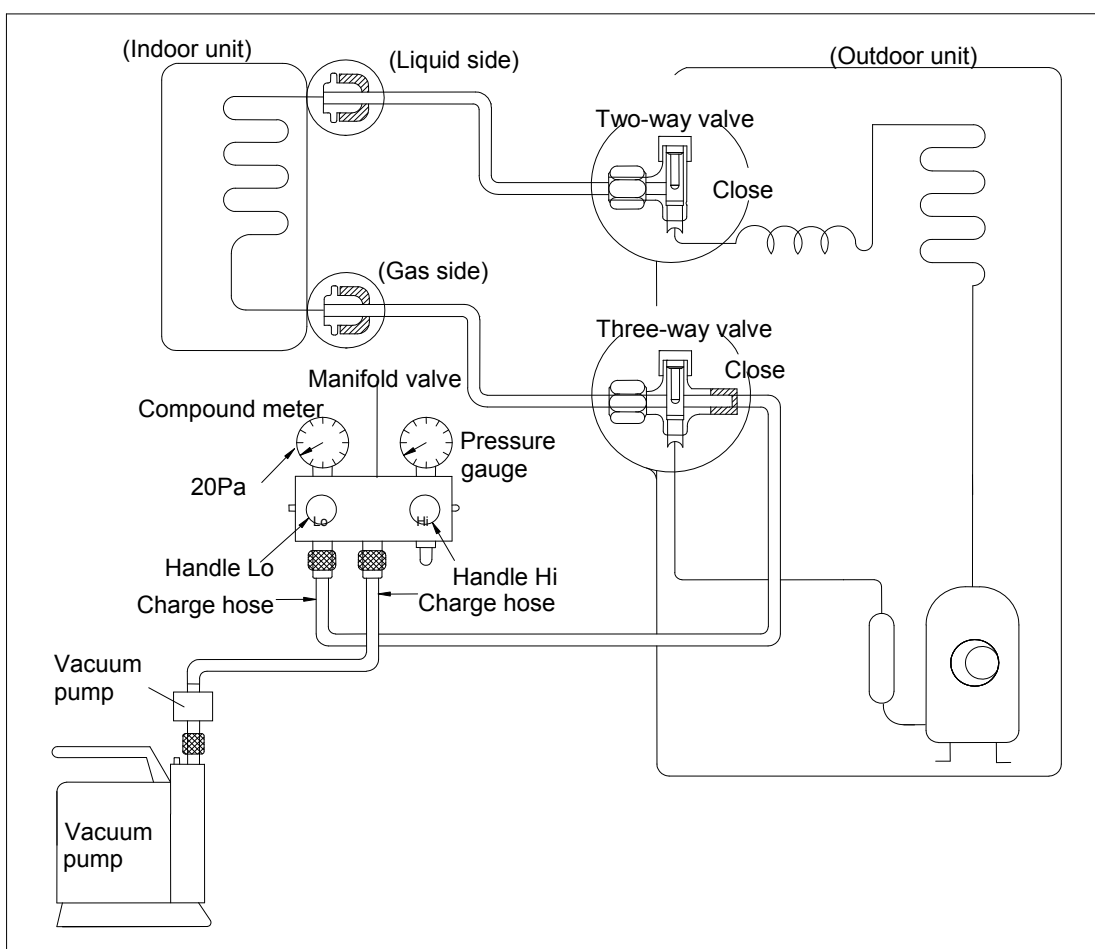 (Indoor unit)
(Liquid side)
(Outdoor unit)
Two-way valve
Close
(Gas side)
Three-way valve
Close
Manifold valve
Compound meter
Pressure
gauge
20Pa
Lo
Hi
Handle Lo
Handle Hi
Charge hose
Charge hose
Vacuum
pump
Vacuum
pump